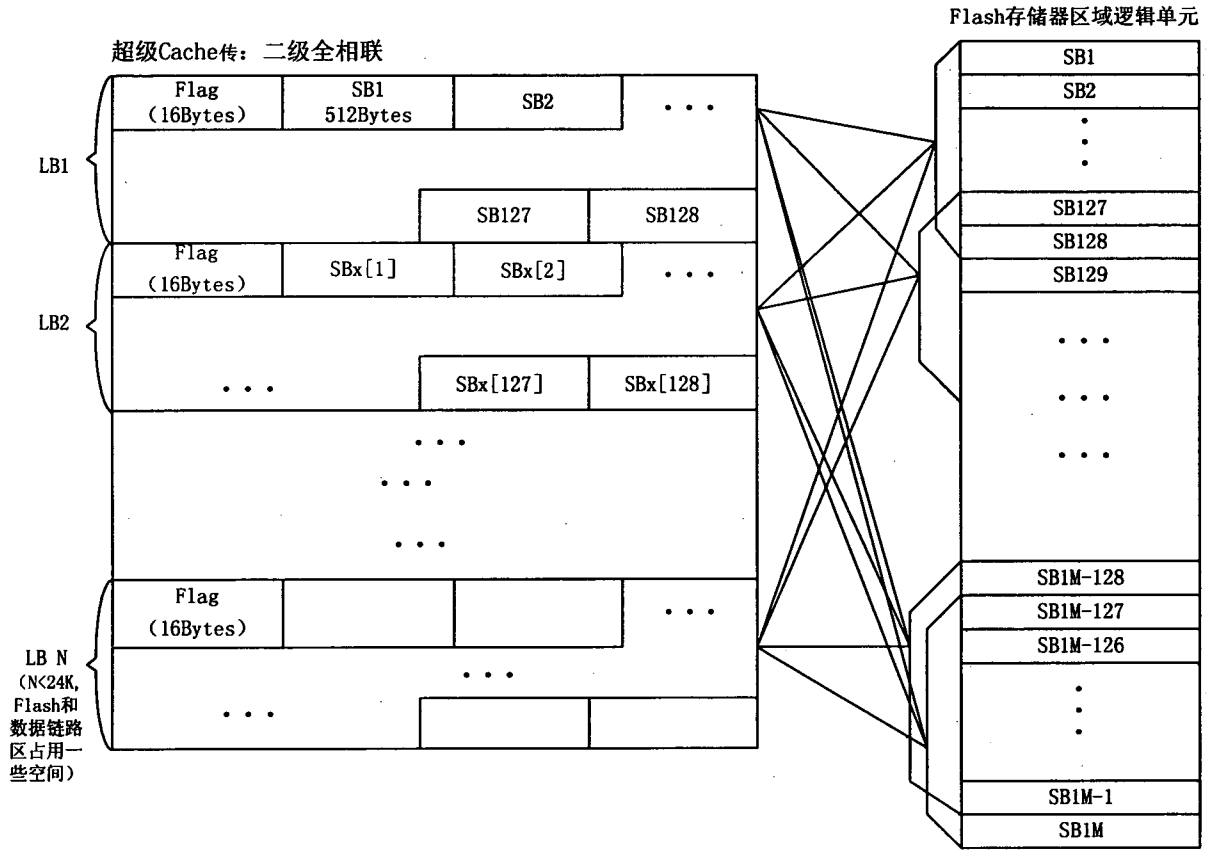 Flash存储器区域逻辑单元
超级Cache传: 二级全相联
Flag
(16Bytes)
SB1
512Bytes
SB2
• • •
LB1
SB127
SB128
Flag
(16Bytes)
SBx[1]
SBx[2]
• • •
LB2
• • •
SBx[127]
SBx[128]
• • •
• • •
• • •
Flag
(16Bytes)
• • •
LB N
(N<24K,
Flash和
数据链路
区占用一
些空间)
• • •
• • •
SB1
SB2
SB127
SB128
SB129
• • •
• • •
• • •
SB1M-128
SB1M-127
SB1M-126
SB1M-1
SB1M